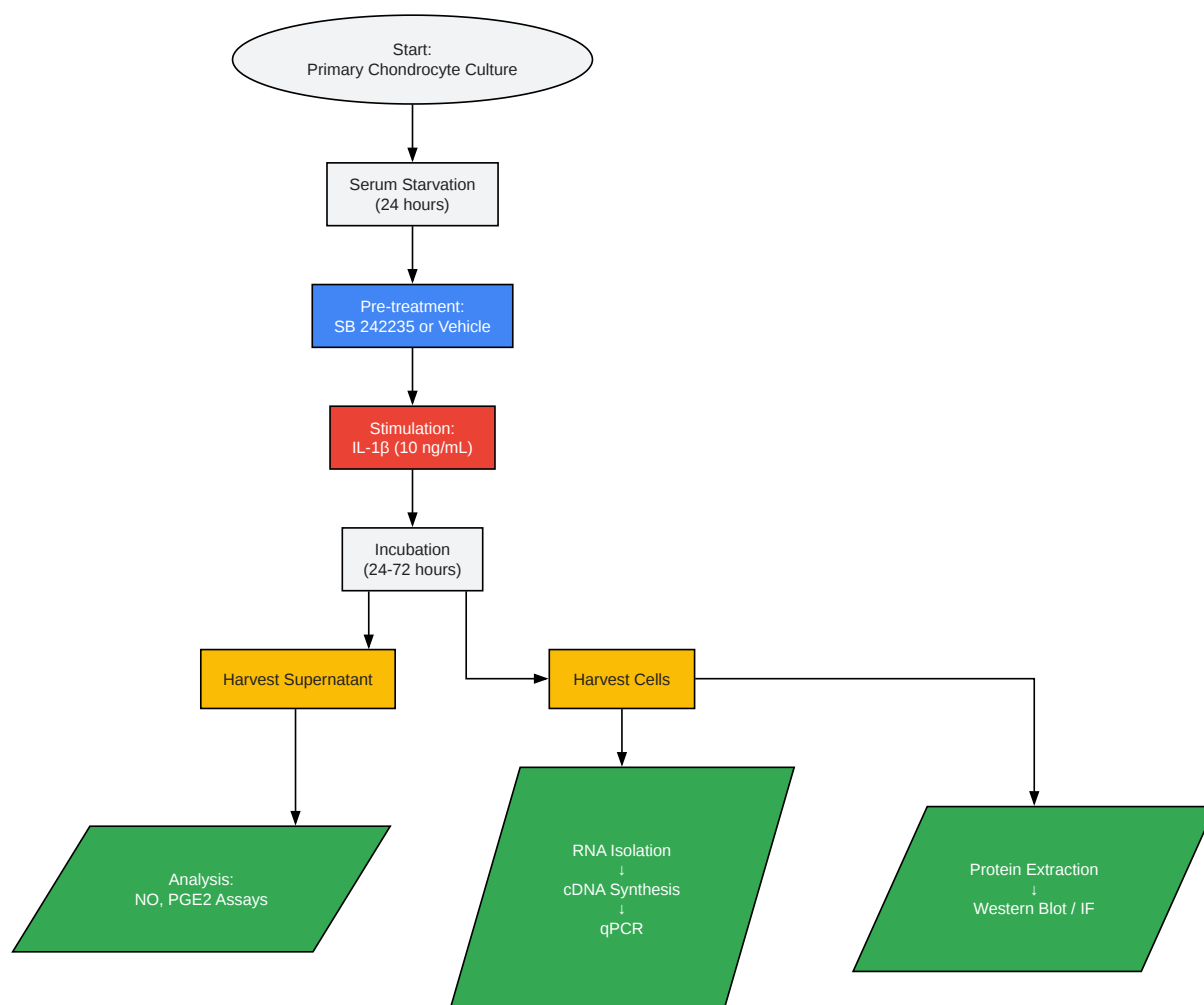 Start:
Primary Chondrocyte Culture
Serum Starvation
(24 hours)
Pre-treatment:
SB 242235 or Vehicle
Stimulation:
IL-1β (10 ng/mL)
Incubation
(24-72 hours)
Harvest Supernatant
Harvest Cells
Analysis:
NO, PGE2 Assays
RNA Isolation
↓
cDNA Synthesis
↓
qPCR
Protein Extraction
↓
Western Blot / IF